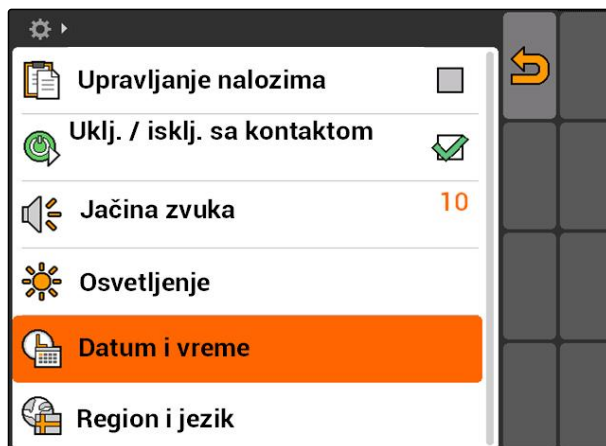 Upravljanje nalozima
Uklj. / isklj. sa kontaktom
Jačina zvuka 10
Osvetljenje
Datum i vreme
Region i jezik